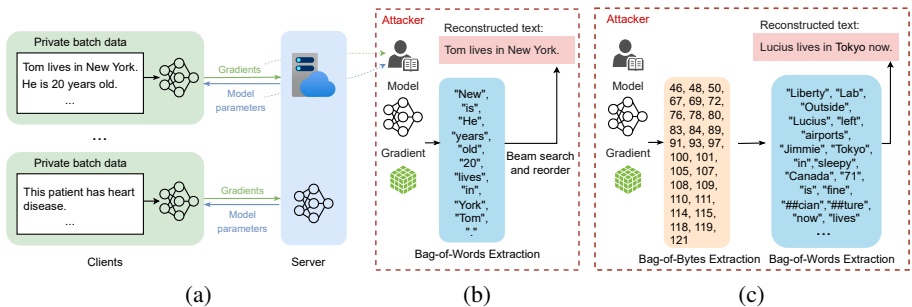 Private batch data
Tom lives in New York.
He is 20 years old.
...
Gradients
Model
parameters
...
Private batch data
This patient has heart
disease.
Gradients
Model
parameters
Clients
Server
(a)
Attacker
Reconstructed text:
Tom lives in New York.
Model
Gradient
"New",
"is",
"He",
"years",
"old",
"20",
"lives",
"in",
"York",
"Tom",
"."
Beam search
and reorder
Bag-of-Words Extraction
(b)
Attacker
Reconstructed text:
Lucius lives in Tokyo now.
Model
Gradient
46, 48, 50,
67, 69, 72,
76, 78, 80,
83, 84, 89,
91, 93, 97,
100, 101,
105, 107,
108, 109,
110, 111,
114, 115,
118, 119,
121
"Liberty", "Lab",
"Outside",
"Lucius", "left",
"airports",
"Jimmie", "Tokyo",
"in","sleepy",
"Canada", "71",
"is", "fine",
"##cian", "##ture",
"now", "lives"
...
Bag-of-Bytes Extraction
Bag-of-Words Extraction
(c)